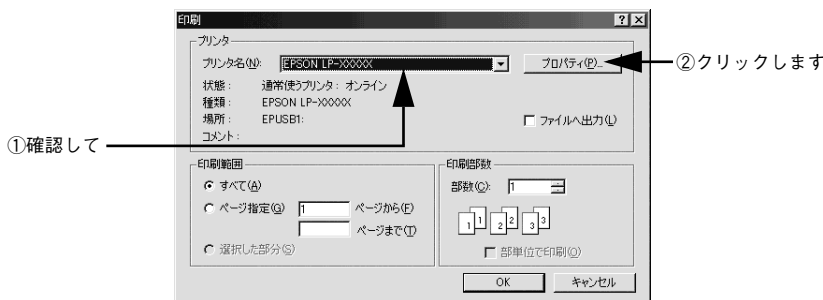 印刷
プリンタ
プリンタ名(N): EPSON LP-XXXXX プロパティ(P)...
②クリックします
状態： 通常使うプリンタ： オンライン
種類： EPSON LP-XXXXX
場所： EPUSB1:
コメント：
ファイルへ出力(L)
①確認して
印刷範囲
すべて(A)
ページ指定(G) 1 ページから(F)
ページまで(T)
選択した部分(S)
印刷部数
部数(C): 1
1 1 2 2 3 3
部単位で印刷(O)
OK キャンセル